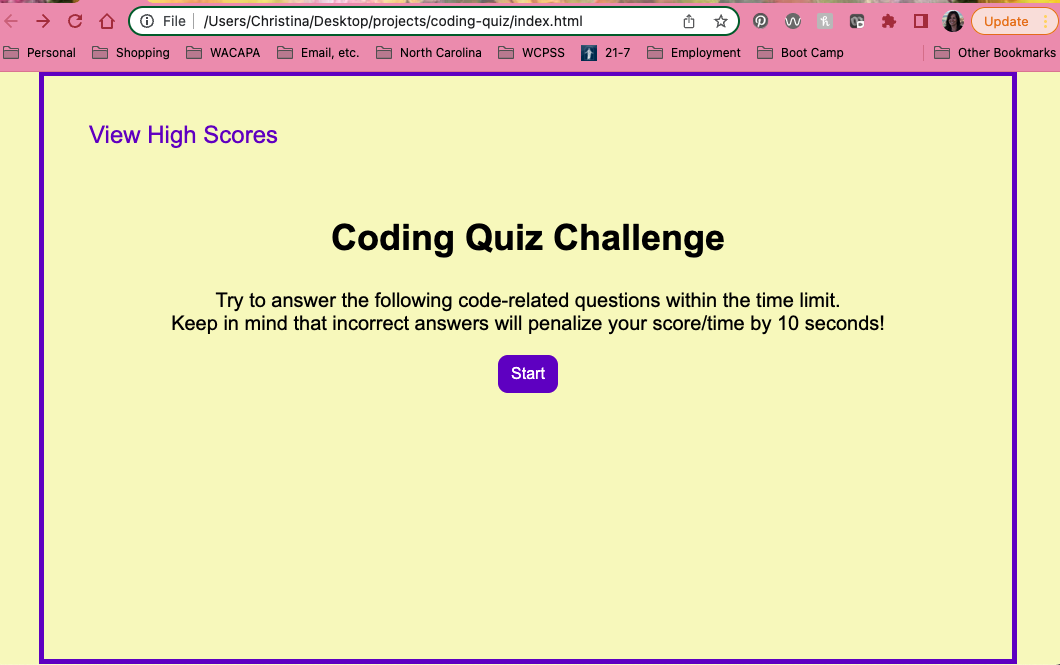 File /Users/Christina/Desktop/projects/coding-quiz/index.html Update
Personal Shopping WACAPA Email, etc. North Carolina WCPSS 21-7 Employment Boot Camp Other Bookmarks
View High Scores
Coding Quiz Challenge
Try to answer the following code-related questions within the time limit.
Keep in mind that incorrect answers will penalize your score/time by 10 seconds!
Start